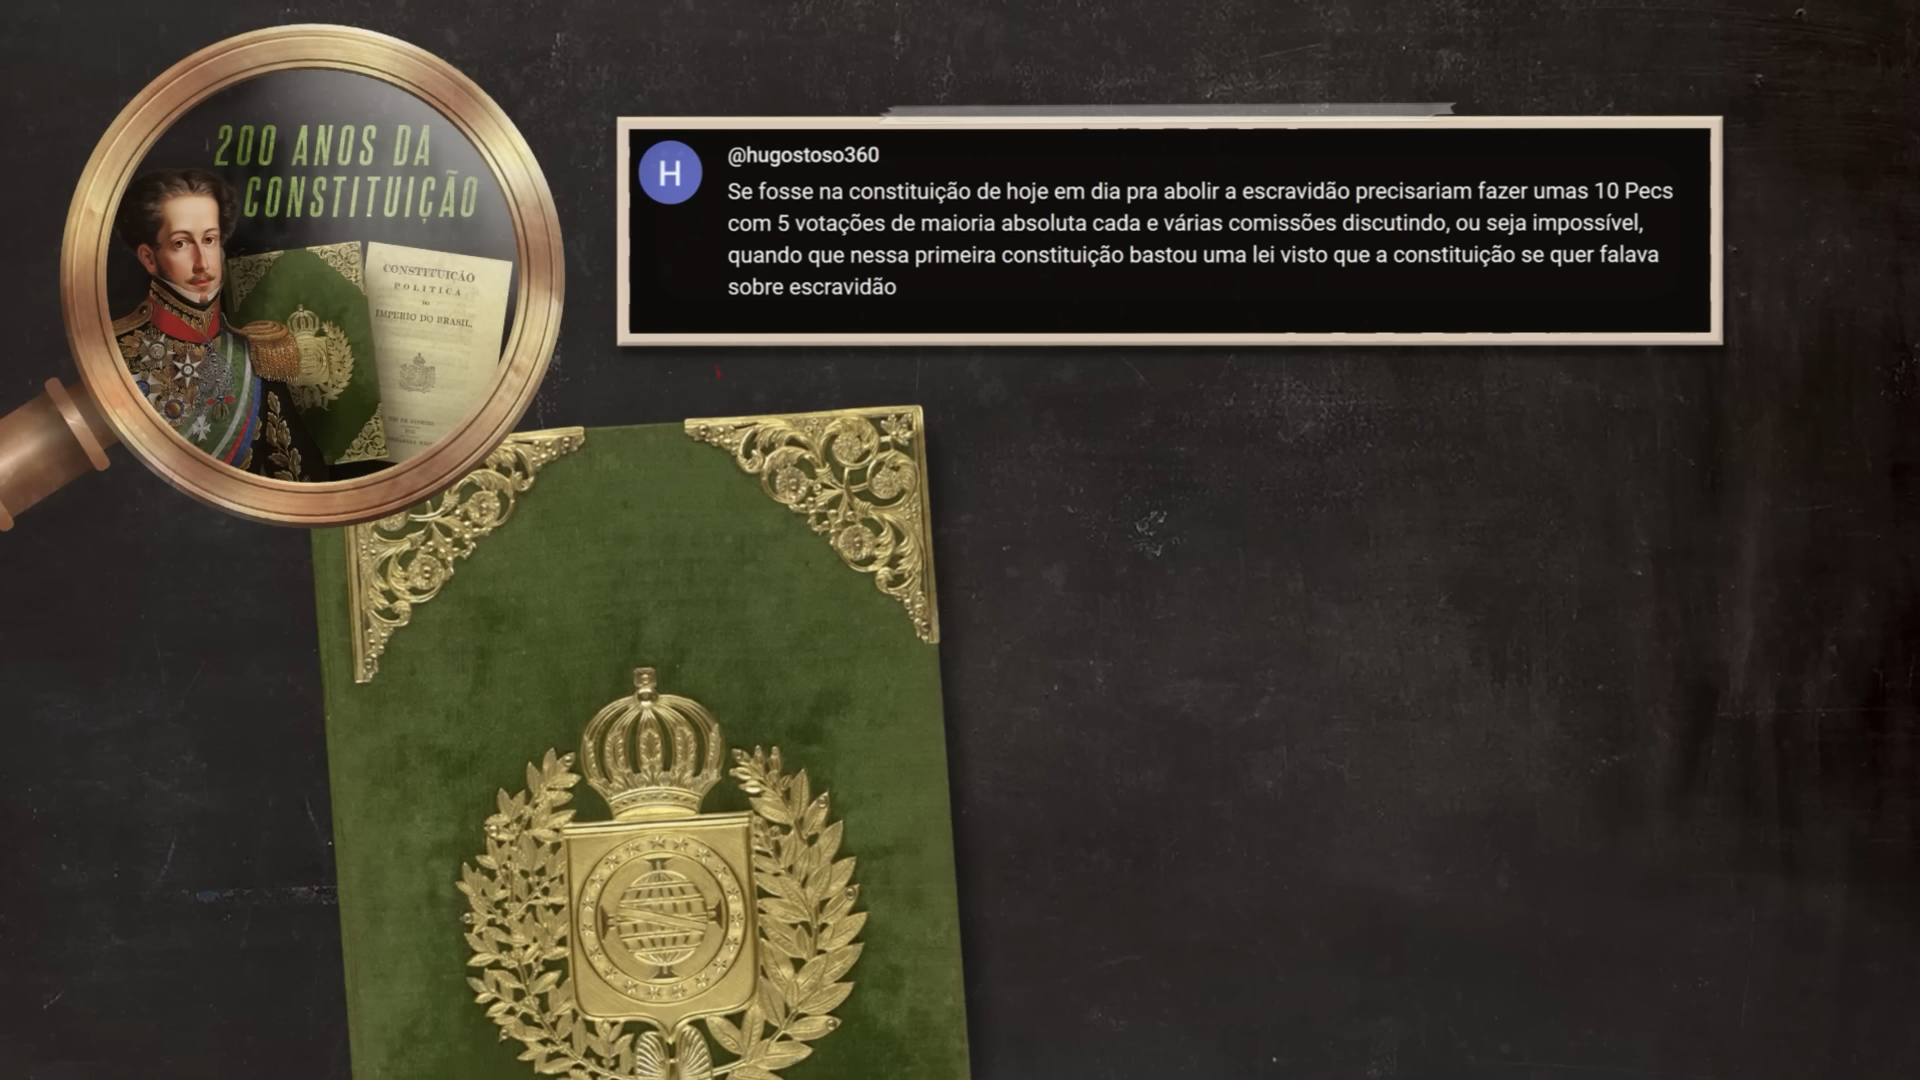 200 ANOS DA
CONSTITUIÇÃO
CONSTITUIÇÃO
POLITICA
DO
IMPERIO DO BRASIL,
H
@hugostoso360
Se fosse na constituição de hoje em dia pra abolir a escravidão precisariam fazer umas 10 Pecs
com 5 votações de maioria absoluta cada e várias comissões discutindo, ou seja impossível,
quando que nessa primeira constituição bastou uma lei visto que a constituição se quer falava
sobre escravidão